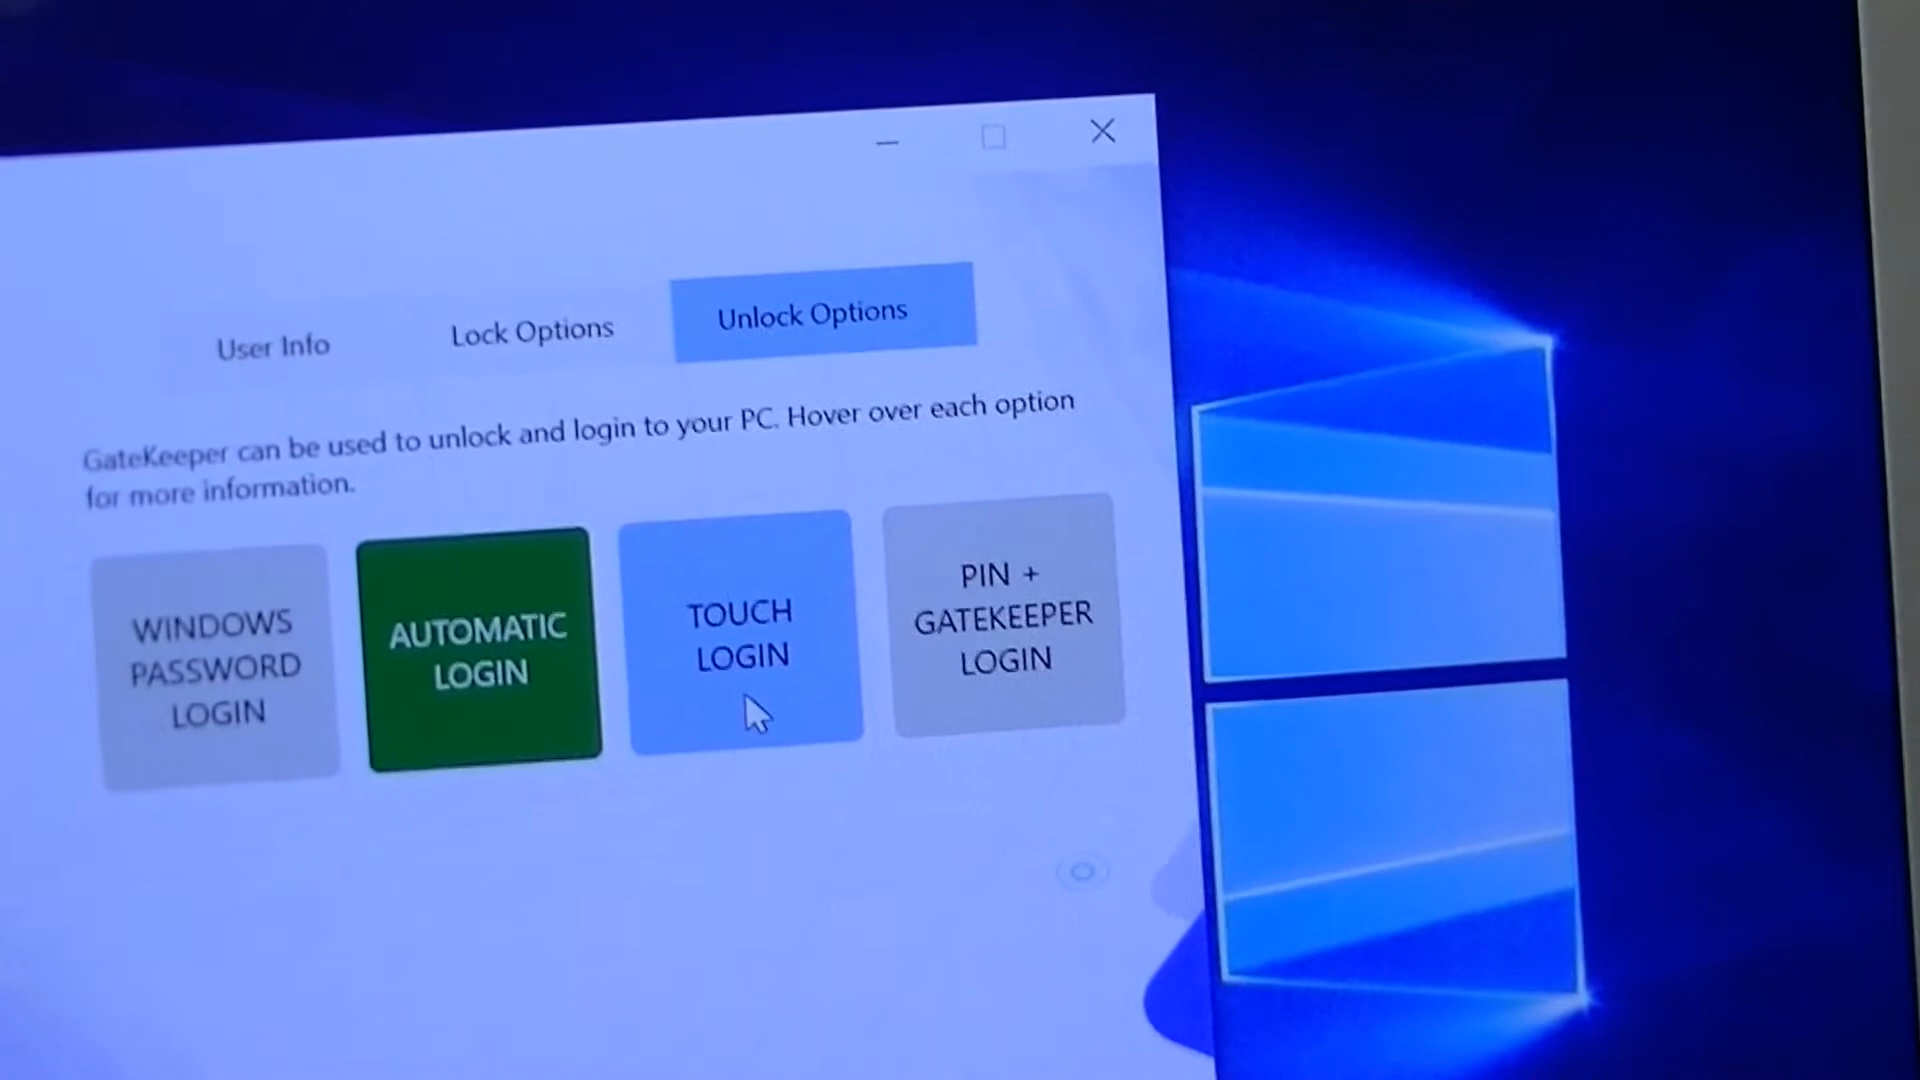 User Info
Lock Options
Unlock Options
GateKeeper can be used to unlock and login to your PC. Hover over each option
for more information.
WINDOWS
PASSWORD
LOGIN
AUTOMATIC
LOGIN
TOUCH
LOGIN
PIN +
GATEKEEPER
LOGIN